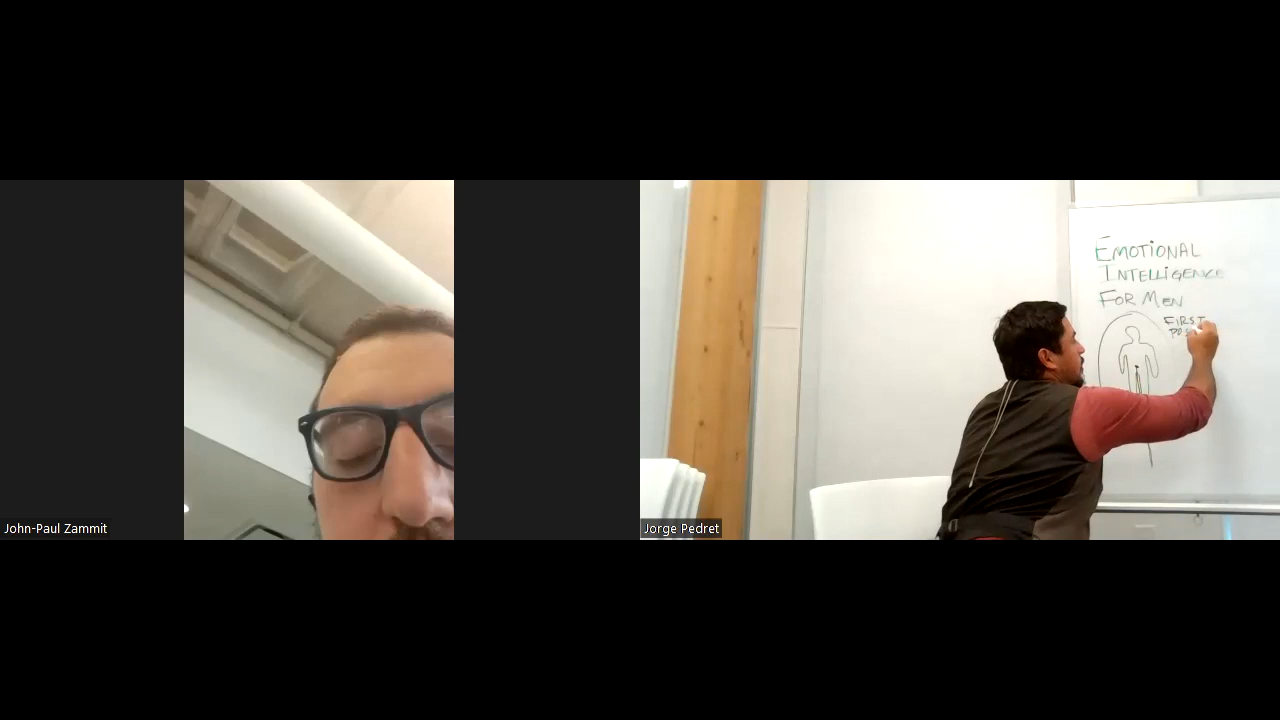 EMOTIONAL
INTELLIGENCE
FOR MEN
FIRST
John-Paul Zammit
Jorge Pedret